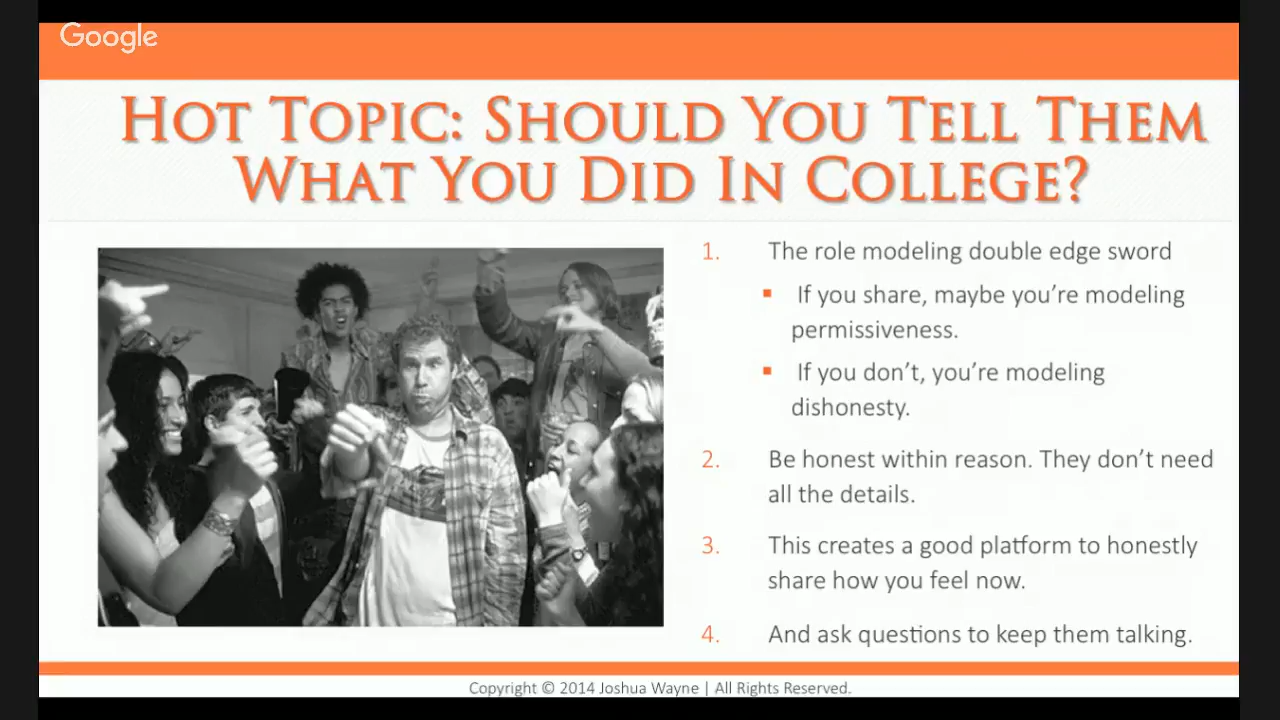 Google
HOT TOPIC: SHOULD YOU TELL THEM
WHAT YOU DID IN COLLEGE?
1. The role modeling double edge sword
▪ If you share, maybe you’re modeling
permissiveness.
▪ If you don’t, you’re modeling
dishonesty.
2. Be honest within reason. They don’t need
all the details.
3. This creates a good platform to honestly
share how you feel now.
4. And ask questions to keep them talking.
Copyright © 2014 Joshua Wayne | All Rights Reserved.